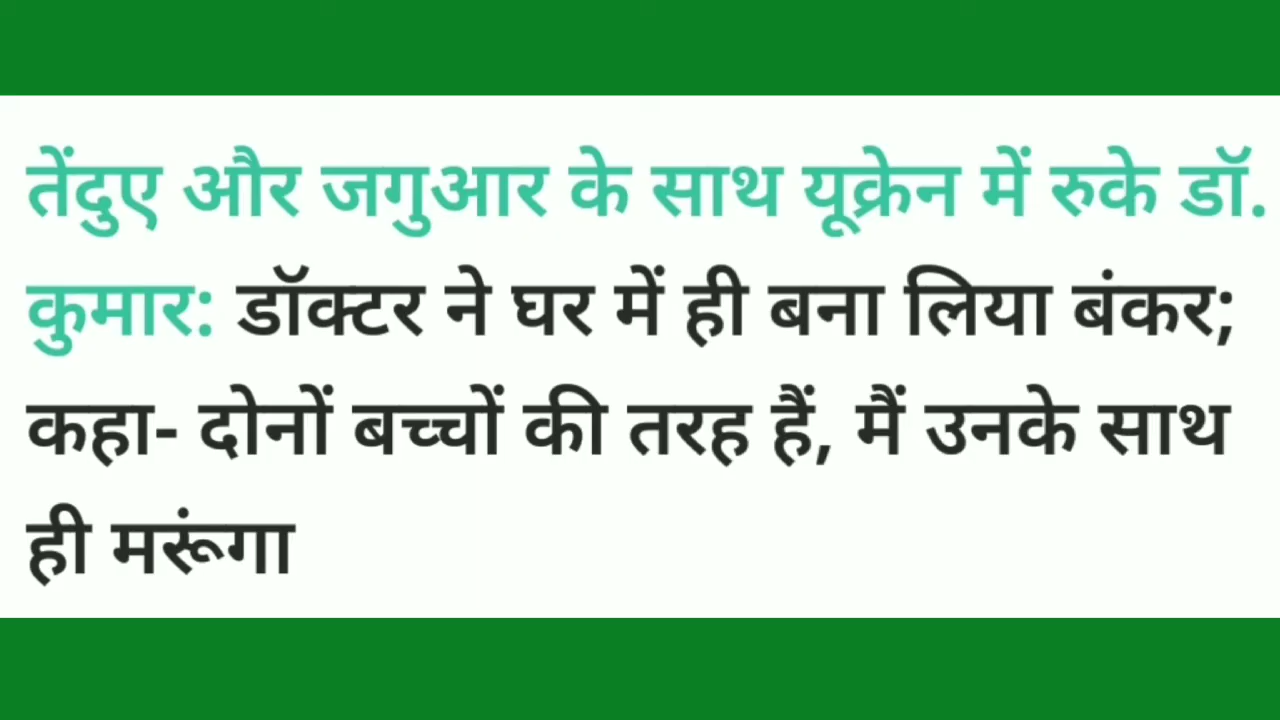 तेंदुए और जगुआर के साथ यूक्रेन में रुके डॉ.
कुमार: डॉक्टर ने घर में ही बना लिया बंकर;
कहा- दोनों बच्चों की तरह हैं, मैं उनके साथ
ही मरूंगा